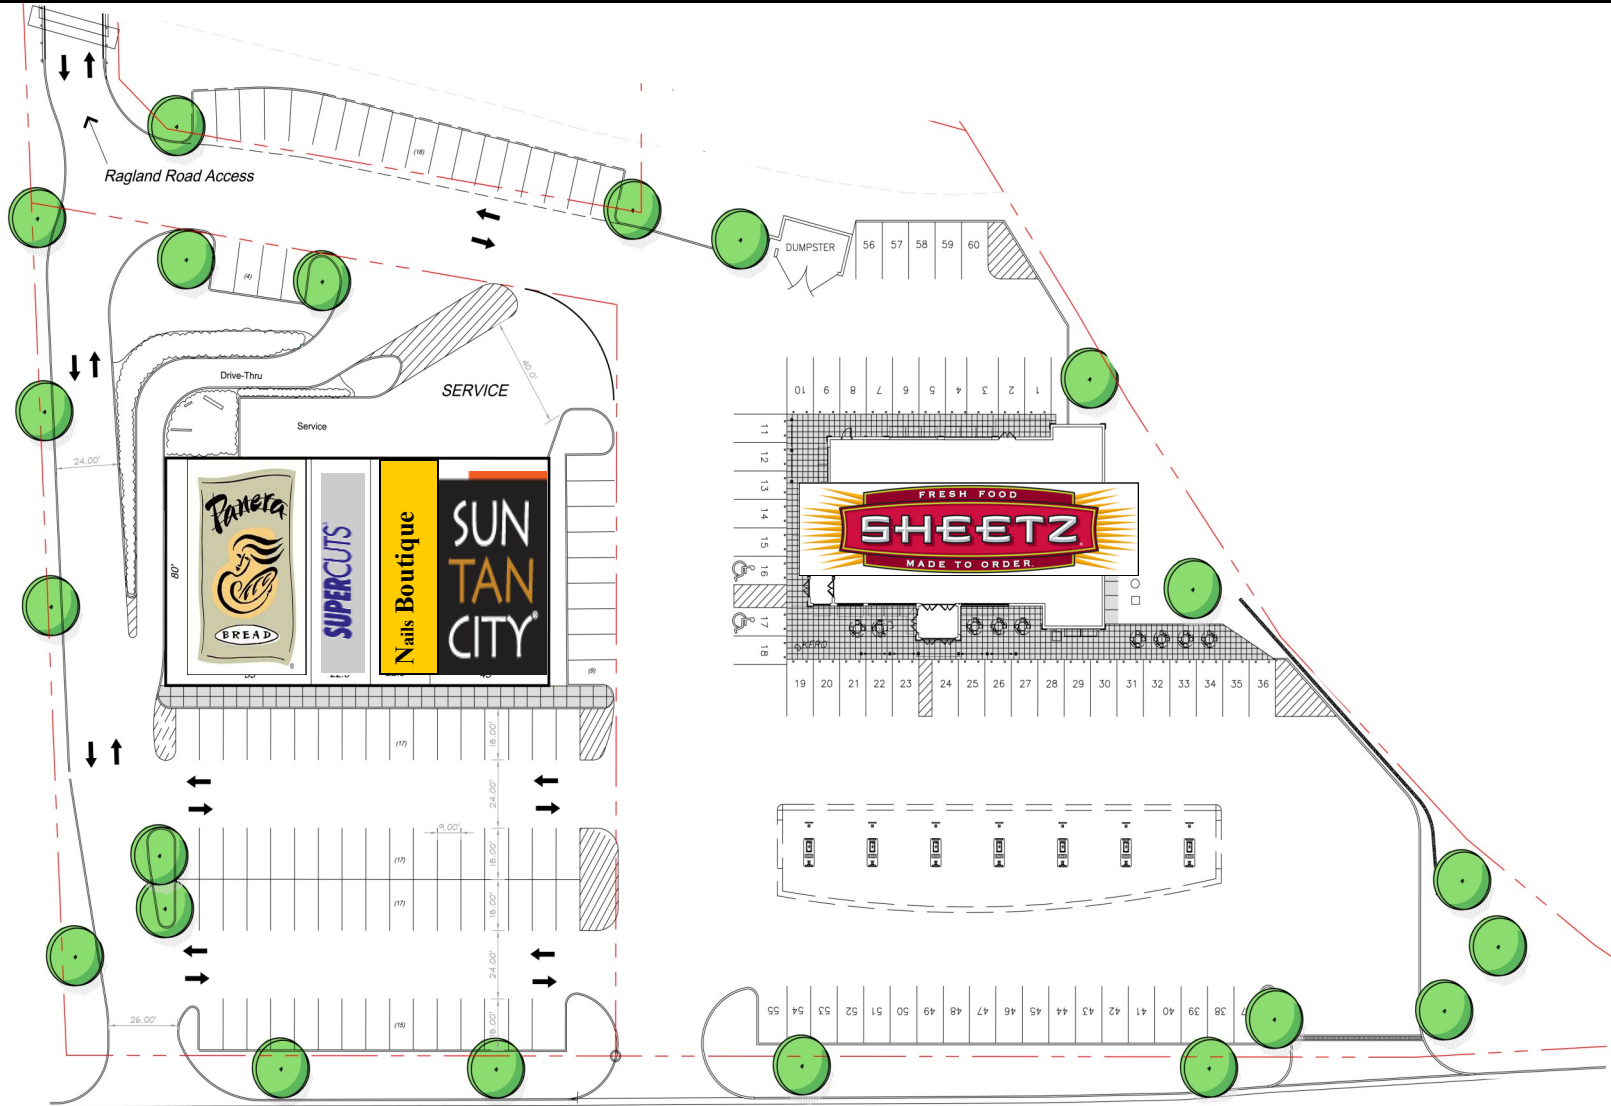 Ragland Road Access
(18)
(4)
DUMPSTER
56 57 58 59 60
Drive-Thru
SERVICE
40.0'
Service
24.00'
10 9 8 7 6 5 4 3 2 1
11
12
13
14
15
16
17
18
80'
Panera
BREAD
SUPERCUTS
Nails Boutique
SUN
TAN
CITY
(9)
FRESH FOOD
SHEETZ
MADE TO ORDER.
19 20 21 22 23 24 25 26 27 28 29 30 31 32 33 34 35 36
(17)
18.00'
24.00'
9.00'
(17)
18.00'
(17)
18.00'
24.00'
26.00'
(15)
18.00'
55 54 53 52 51 50 49 48 47 46 45 44 43 42 41 40 39 38